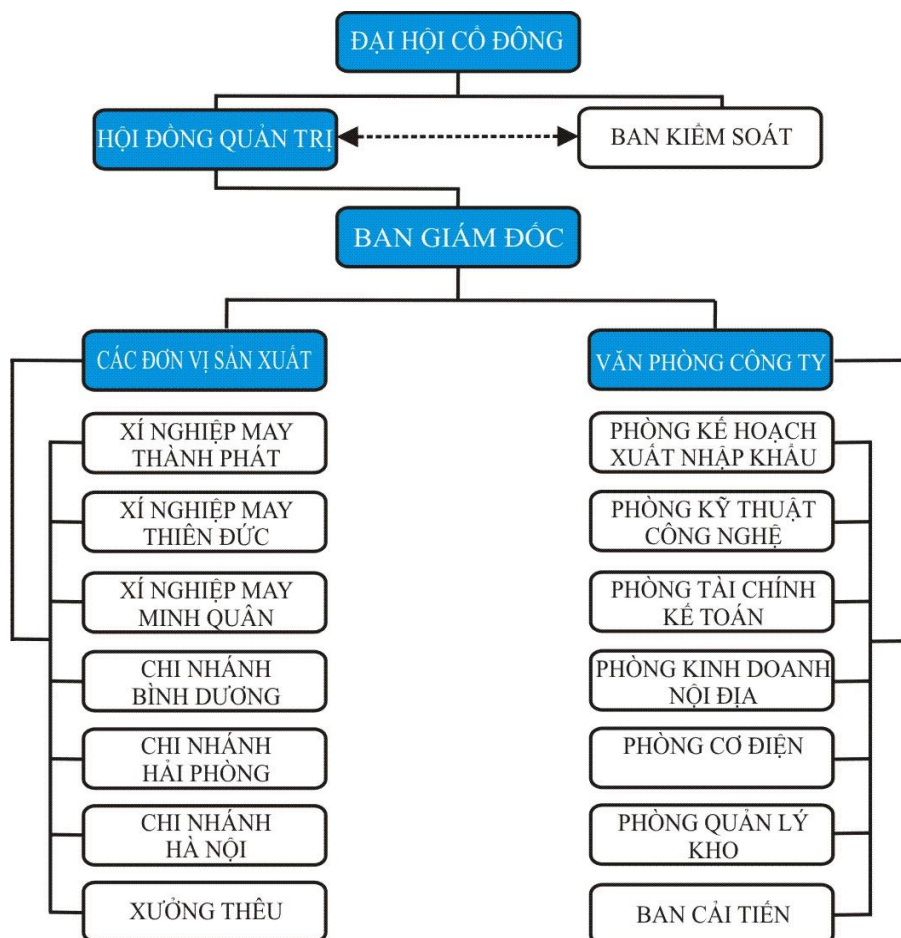 ĐẠI HỘI CỔ ĐÔNG
HỘI ĐỒNG QUẢN TRỊ
BAN KIỂM SOÁT
BAN GIÁM ĐỐC
CÁC ĐƠN VỊ SẢN XUẤT
XÍ NGHIỆP MAY
THÀNH PHÁT
XÍ NGHIỆP MAY
THIÊN ĐỨC
XÍ NGHIỆP MAY
MINH QUÂN
CHI NHÁNH
BÌNH DƯƠNG
CHI NHÁNH
HẢI PHÒNG
CHI NHÁNH
HÀ NỘI
XƯỞNG THÊU
VĂN PHÒNG CÔNG TY
PHÒNG KẾ HOẠCH
XUẤT NHẬP KHẨU
PHÒNG KỸ THUẬT
CÔNG NGHỆ
PHÒNG TÀI CHÍNH
KẾ TOÁN
PHÒNG KINH DOANH
NỘI ĐỊA
PHÒNG CƠ ĐIỆN
PHÒNG QUẢN LÝ
KHO
BAN CẢI TIẾN